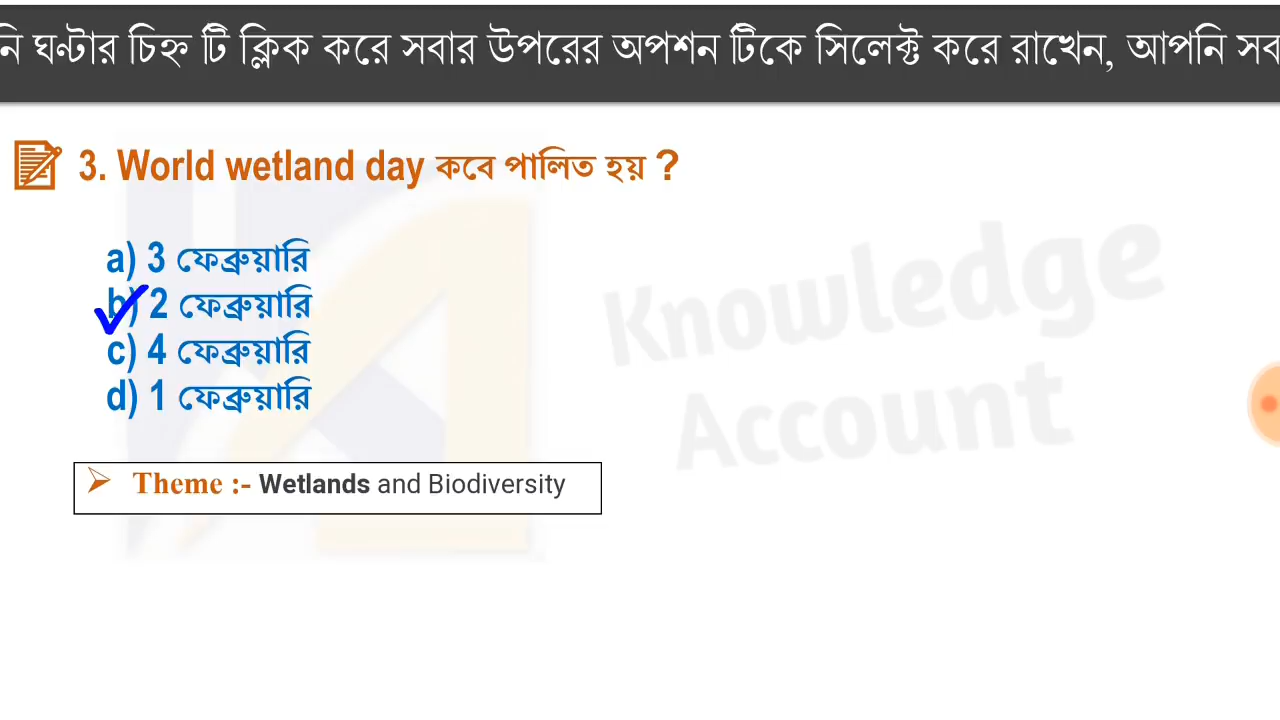 নি ঘণ্টার চিহ্ন টি ক্লিক করে সবার উপরের অপশন টিকে সিলেক্ট করে রাখেন, আপনি সব
3. World wetland day কবে পালিত হয় ?
a) 3 ফেব্রুয়ারি
b) 2 ফেব্রুয়ারি
c) 4 ফেব্রুয়ারি
d) 1 ফেব্রুয়ারি
Knowledge
Account
Theme :- Wetlands and Biodiversity